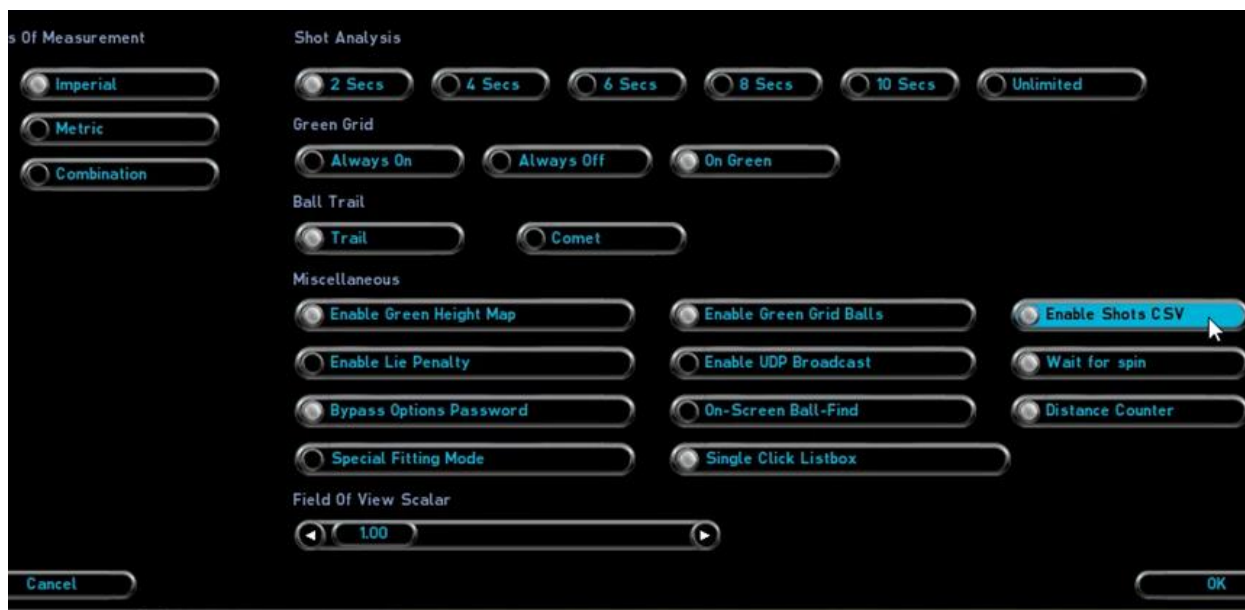 s Of Measurement
Shot Analysis
Imperial
2 Secs
4 Secs
6 Secs
8 Secs
10 Secs
Unlimited
Metric
Green Grid
Always On
Always Off
On Green
Combination
Ball Trail
Trail
Comet
Miscellaneous
Enable Green Height Map
Enable Green Grid Balls
Enable Shots CSV
Enable Lie Penalty
Enable UDP Broadcast
Wait for spin
Bypass Options Password
On-Screen Ball-Find
Distance Counter
Special Fitting Mode
Single Click Listbox
Field Of View Scalar
1.00
Cancel
OK